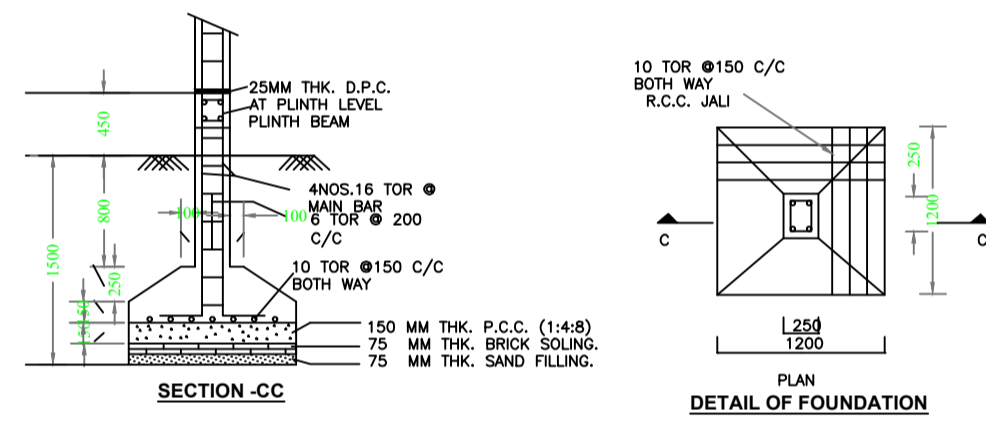 25MM THK. D.P.C.
AT PLINTH LEVEL
PLINTH BEAM
450
4NOS.16 TOR @
MAIN BAR
6 TOR @ 200
C/C
100
100
800
1500
10 TOR @150 C/C
BOTH WAY
250
150
150 MM THK. P.C.C. (1:4:8)
75 MM THK. BRICK SOLING.
75 MM THK. SAND FILLING.
SECTION -CC
10 TOR @150 C/C
BOTH WAY
R.C.C. JALI
250
1200
C
C
250
1200
PLAN
DETAIL OF FOUNDATION